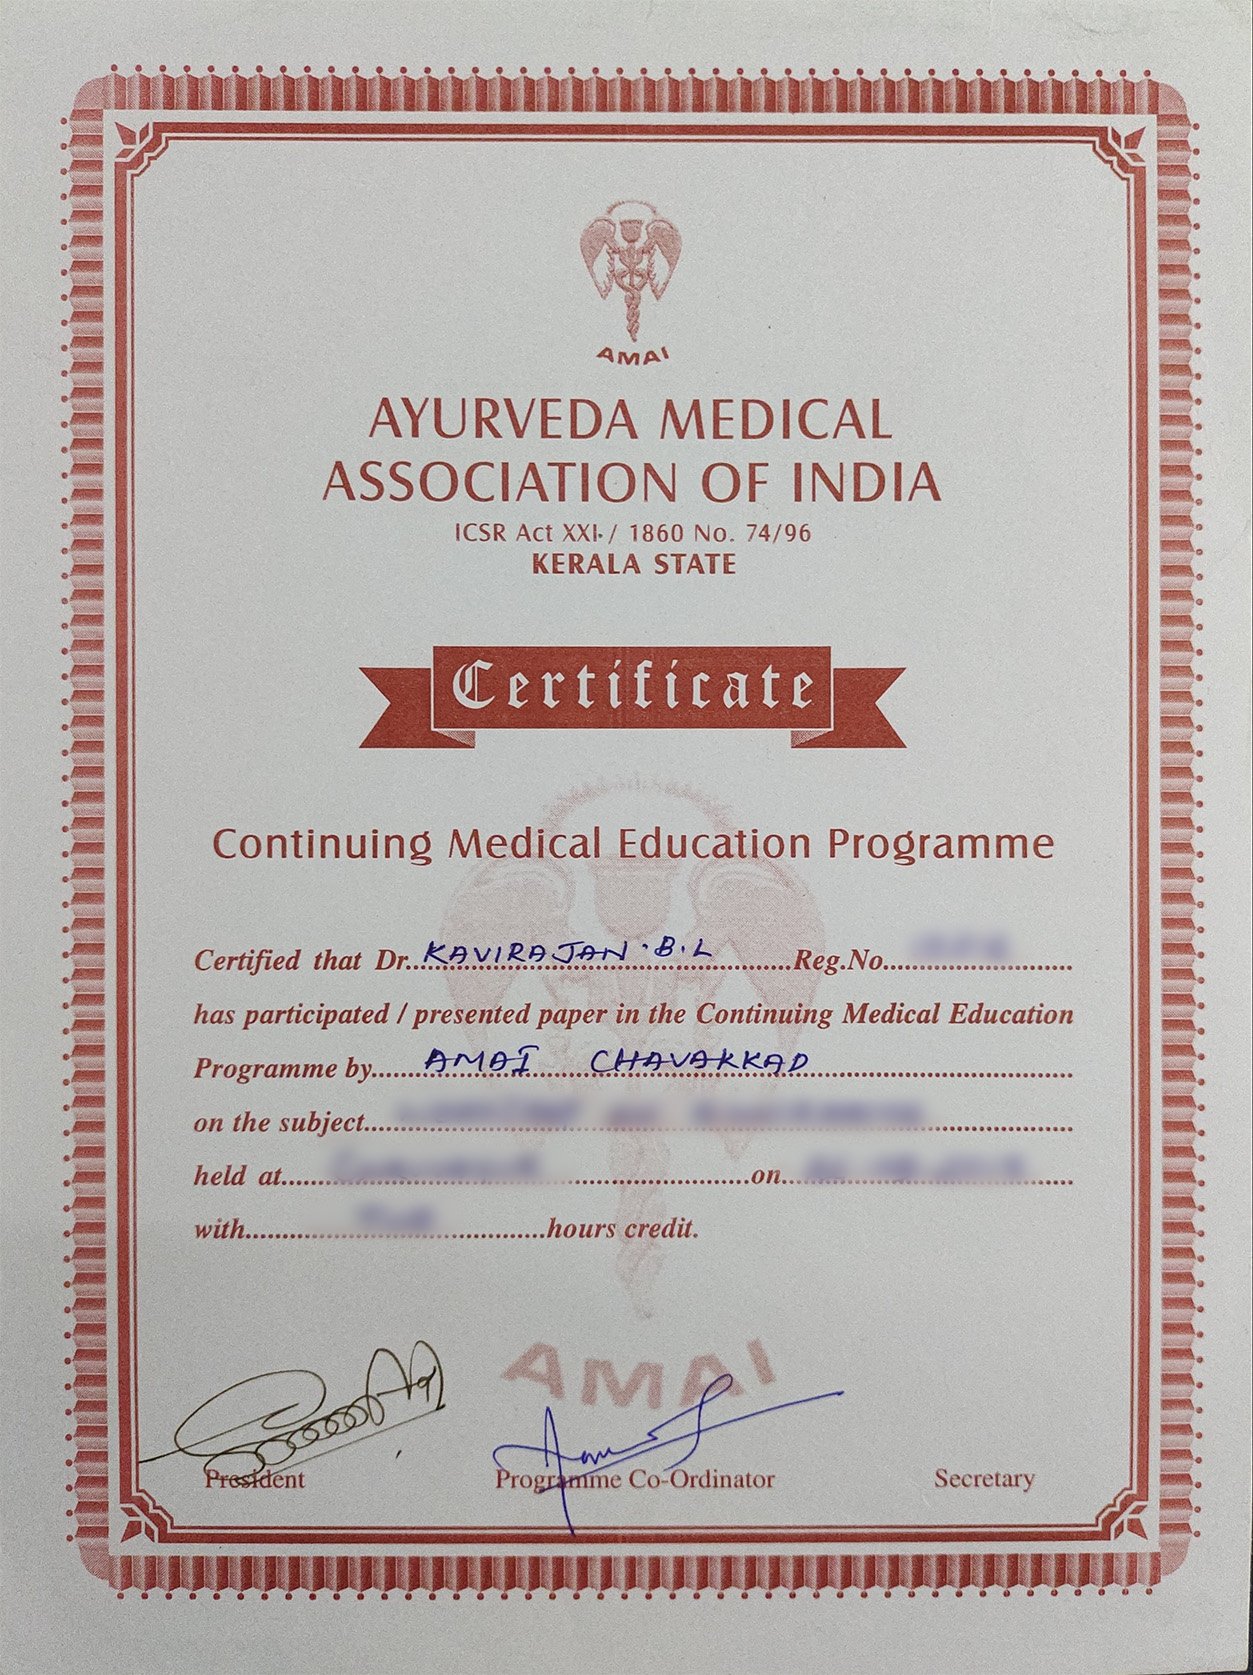 AMAI
AYURVEDA MEDICAL
ASSOCIATION OF INDIA
ICSR Act XXI / 1860 No. 74/96
KERALA STATE
Certificate
Continuing Medical Education Programme
Certified that Dr. KAVIRAJAN . B . L Reg.No.
has participated / presented paper in the Continuing Medical Education
Programme by AMAI CHAVAKKAD
on the subject
held at on
with hours credit.
AMAI
President Programme Co-Ordinator Secretary